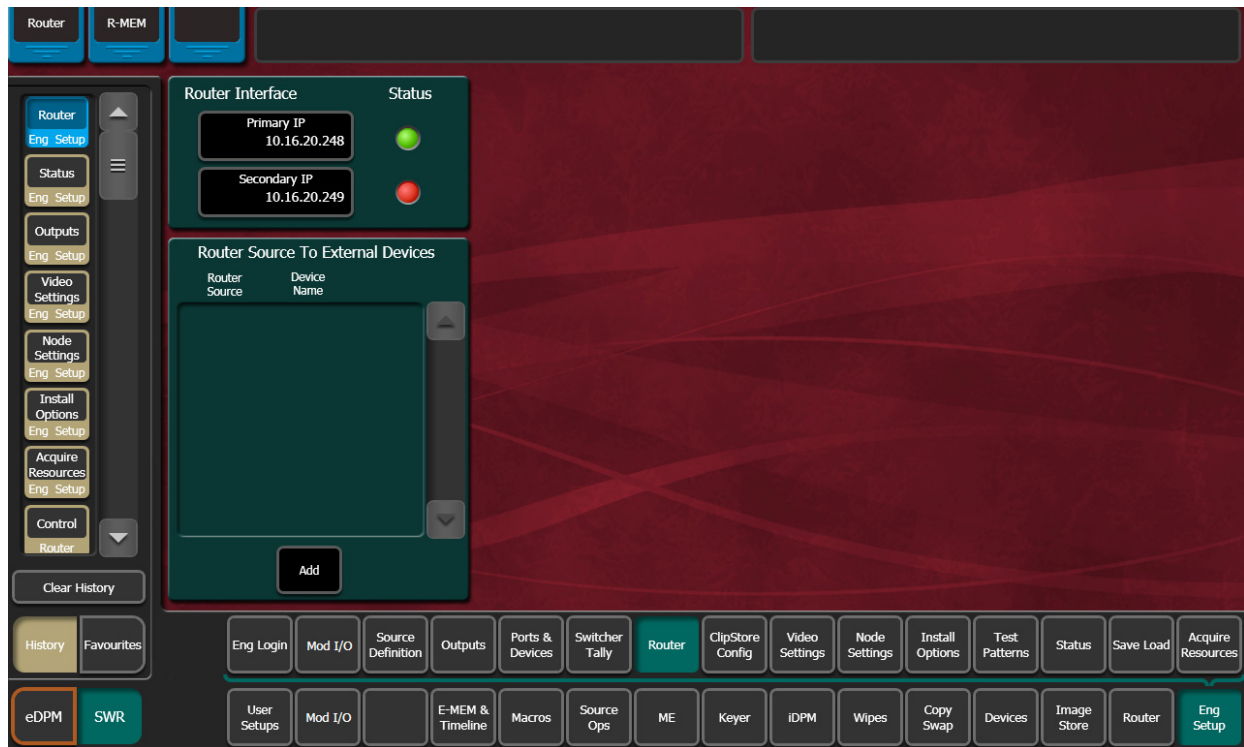 Router
R-MEM
Router
Eng Setup
Status
Eng Setup
Outputs
Eng Setup
Video
Settings
Eng Setup
Node
Settings
Eng Setup
Install
Options
Eng Setup
Acquire
Resources
Eng Setup
Control
Router
Clear History
History
Favourites
eDPM
SWR
Router Interface
Status
Primary IP
10.16.20.248
Secondary IP
10.16.20.249
Router Source To External Devices
Router
Source
Device
Name
Add
Eng Login
Mod I/O
Source
Definition
Outputs
Ports &
Devices
Switcher
Tally
Router
ClipStore
Config
Video
Settings
Node
Settings
Install
Options
Test
Patterns
Status
Save Load
Acquire
Resources
User
Setups
Mod I/O
E-MEM &
Timeline
Macros
Source
Ops
ME
Keyer
iDPM
Wipes
Copy
Swap
Devices
Image
Store
Router
Eng
Setup